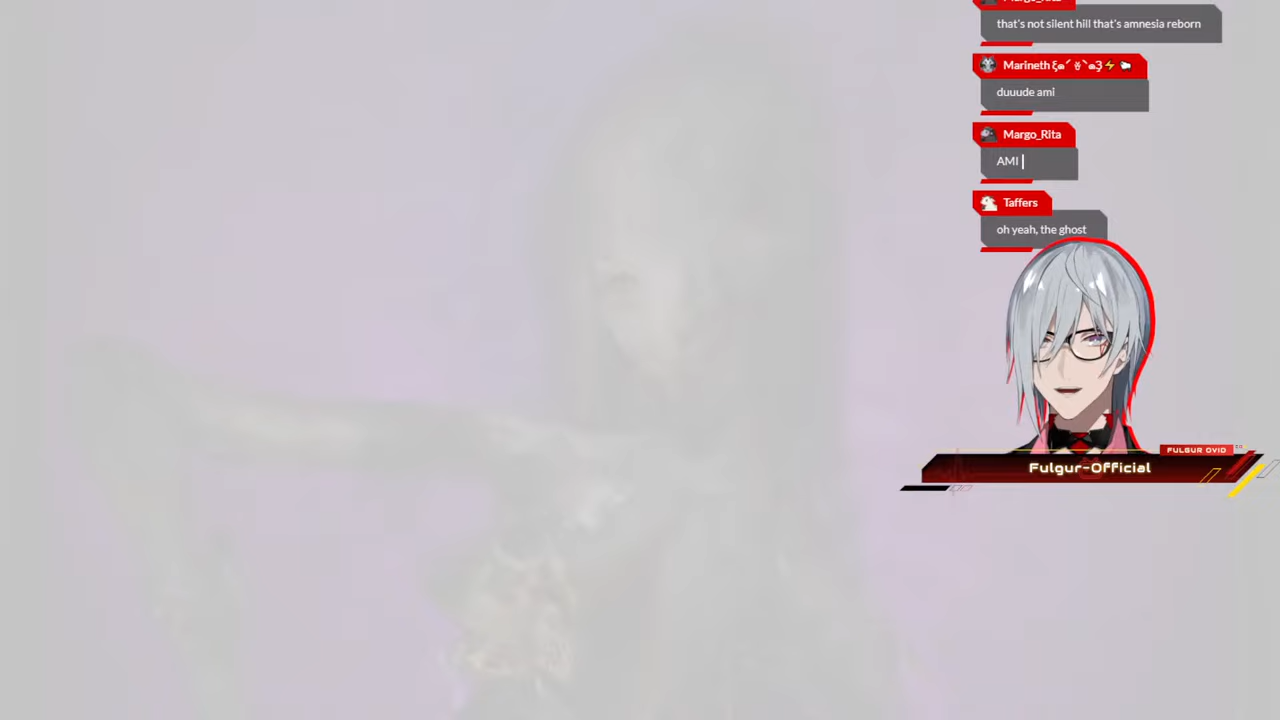 that's not silent hill that's amnesia reborn
Marineth
duuude ami
Margo_Rita
AMI
Taffers
oh yeah, the ghost
FULGUR OVID
Fulgur-Official